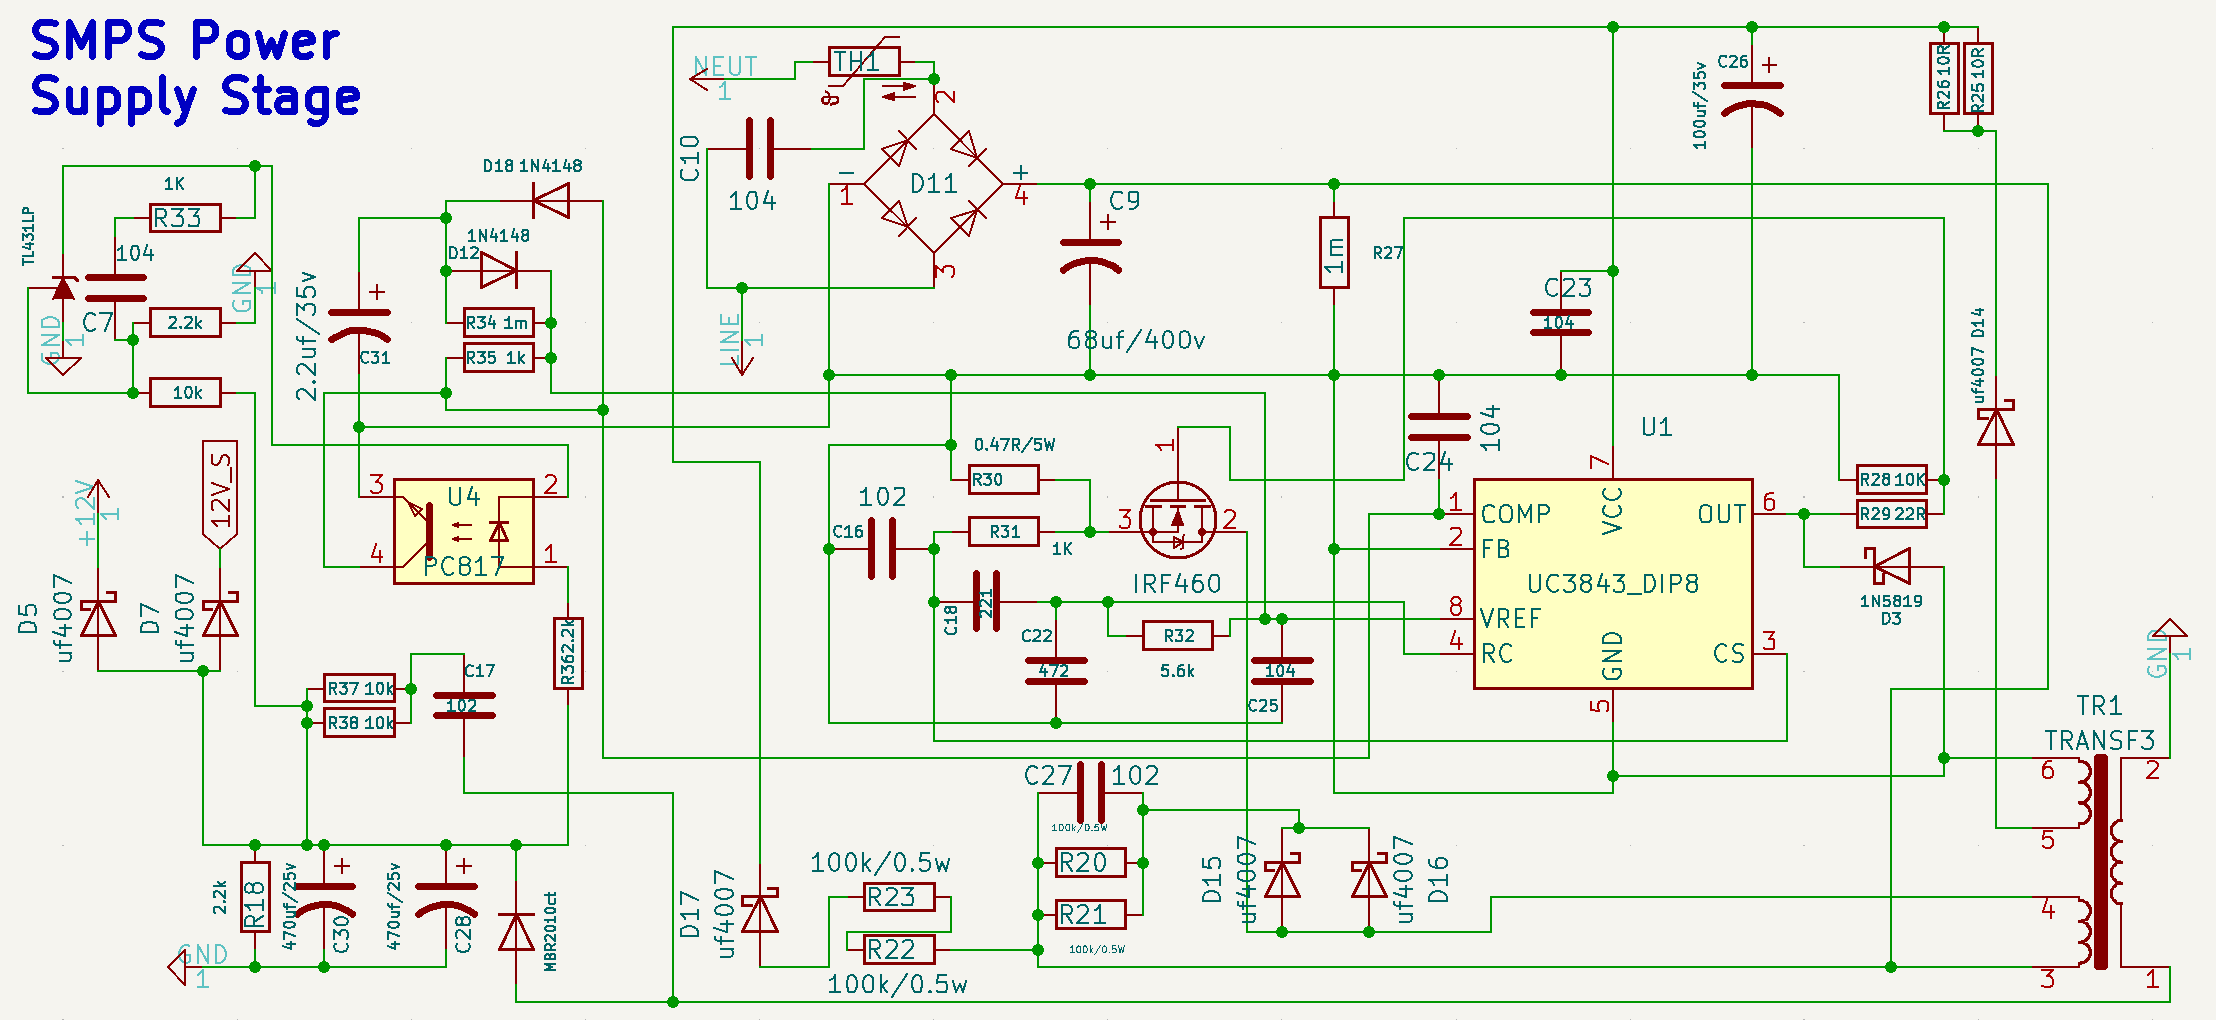 SMPS Power
Supply Stage
NEUT
1
TH1
θ
2
C10
104
D11
-
1
+
4
3
LINE
1
C9
+
68uf/400v
1m
R27
C26
+
100uf/35v
R26 10R
R25 10R
D18 1N4148
1N4148
D12
R34 1m
R35 1k
+
2.2uf/35v
C31
1K
R33
TL431LP
104
C7
GND
1
GND
1
2.2k
10k
C23
104
uf4007 D14
104
C24
U1
7
1
COMP
VCC
OUT
6
2
FB
UC3843_DIP8
8
VREF
4
RC
GND
CS
3
5
R28 10K
R29 22R
1N5819
D3
0.47R/5W
R30
R31
1K
102
C16
1
3
2
IRF460
C18
221
C22
472
R32
5.6k
104
C25
3
U4
2
4
PC817
1
12V_S
+12V
1
D5
uf4007
D7
uf4007
R36 2.2k
R37 10k
R38 10k
C17
102
2.2k
R18
470uf/25v
+
C30
470uf/25v
+
C28
MBR2010ct
GND
1
D17
uf4007
100k/0.5w
R23
R22
100k/0.5w
C27
102
100k/0.5W
R20
R21
100k/0.5W
D15
uf4007
uf4007
D16
GND
1
TR1
TRANSF3
6
2
5
4
3
1